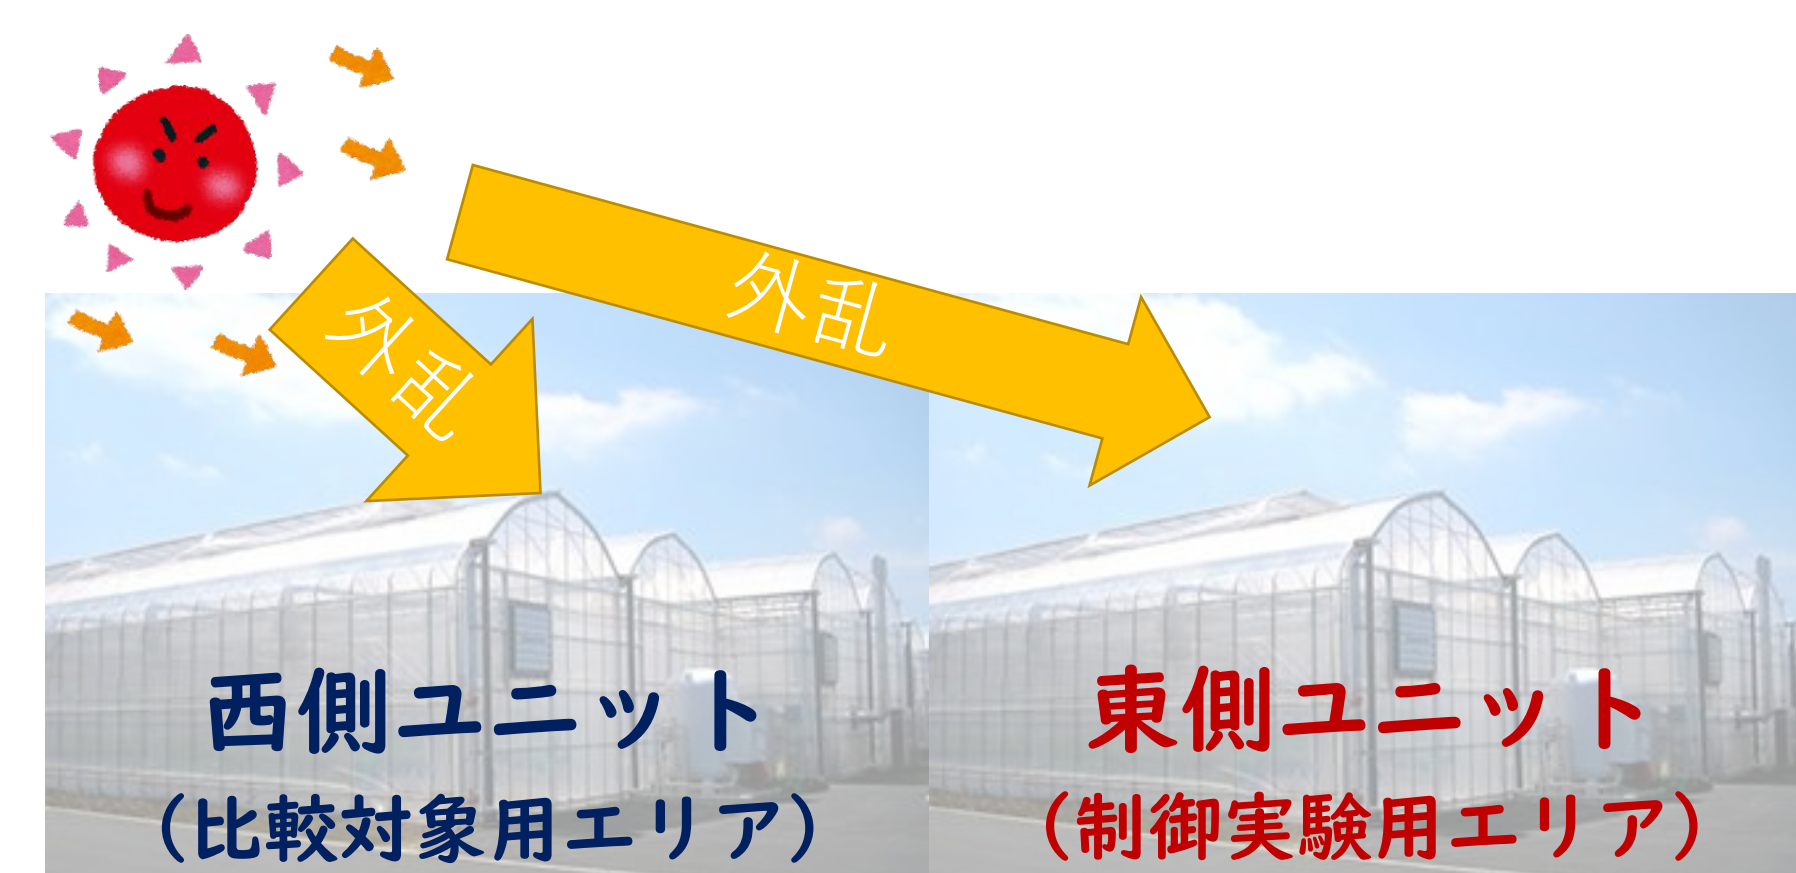 外乱
外乱
西側ユニット
（比較対象用エリア）
東側ユニット
（制御実験用エリア）